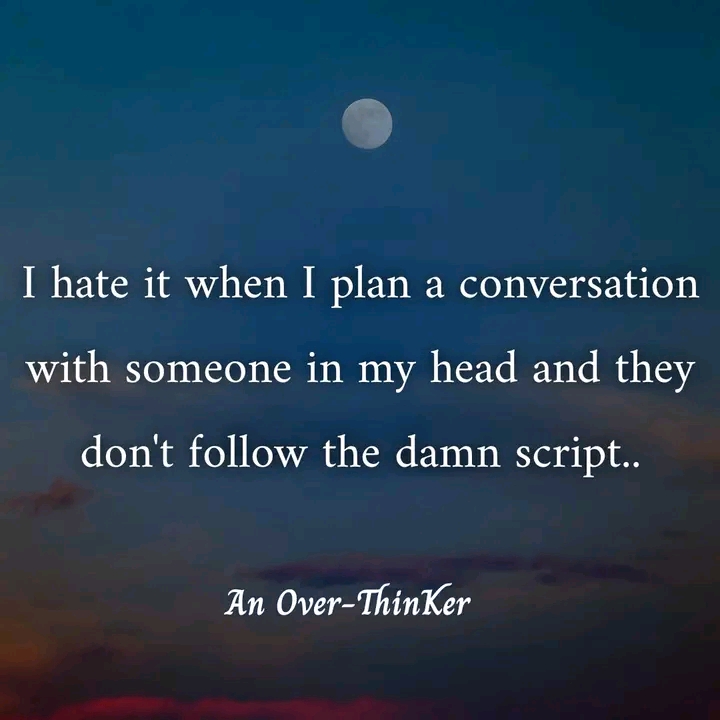 I hate it when I plan a conversation
with someone in my head and they
don't follow the damn script..
An Over-ThinKer